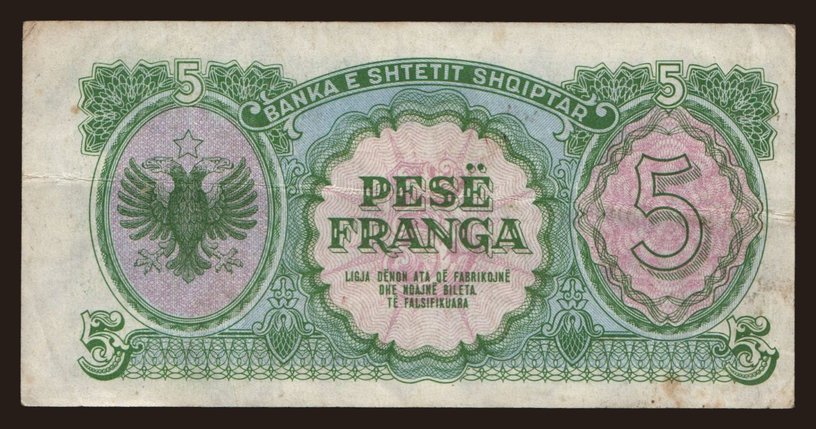 5
BANKA E SHTETIT SHQIPTAR
5
PESË
FRANGA
5
LIGJA DËNON ATA QË FABRIKOJNË
DHE NDAJNË BILETA
TË FALSIFIKUARA
5
5